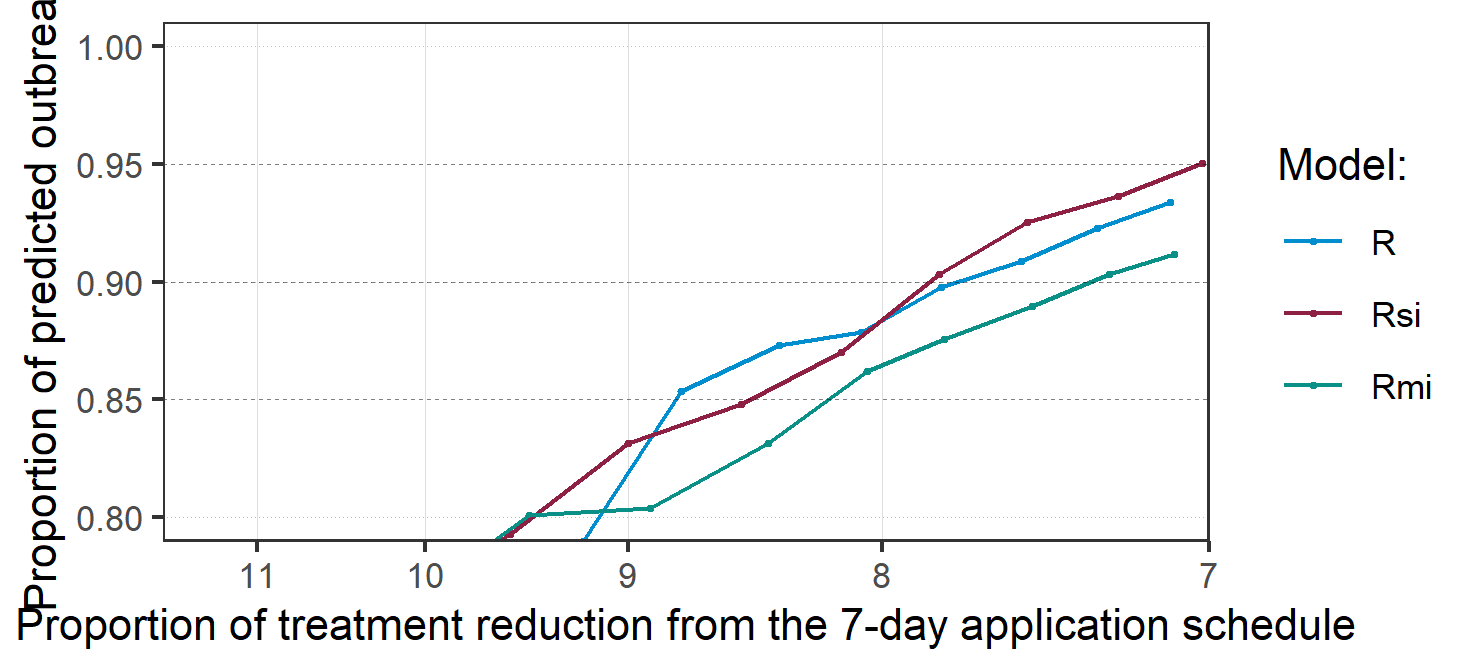 Proportion of predicted outbrea
1.00
0.95
0.90
0.85
0.80
11 10 9 8 7
Proportion of treatment reduction from the 7-day application schedule
Model:
R
Rsi
Rmi